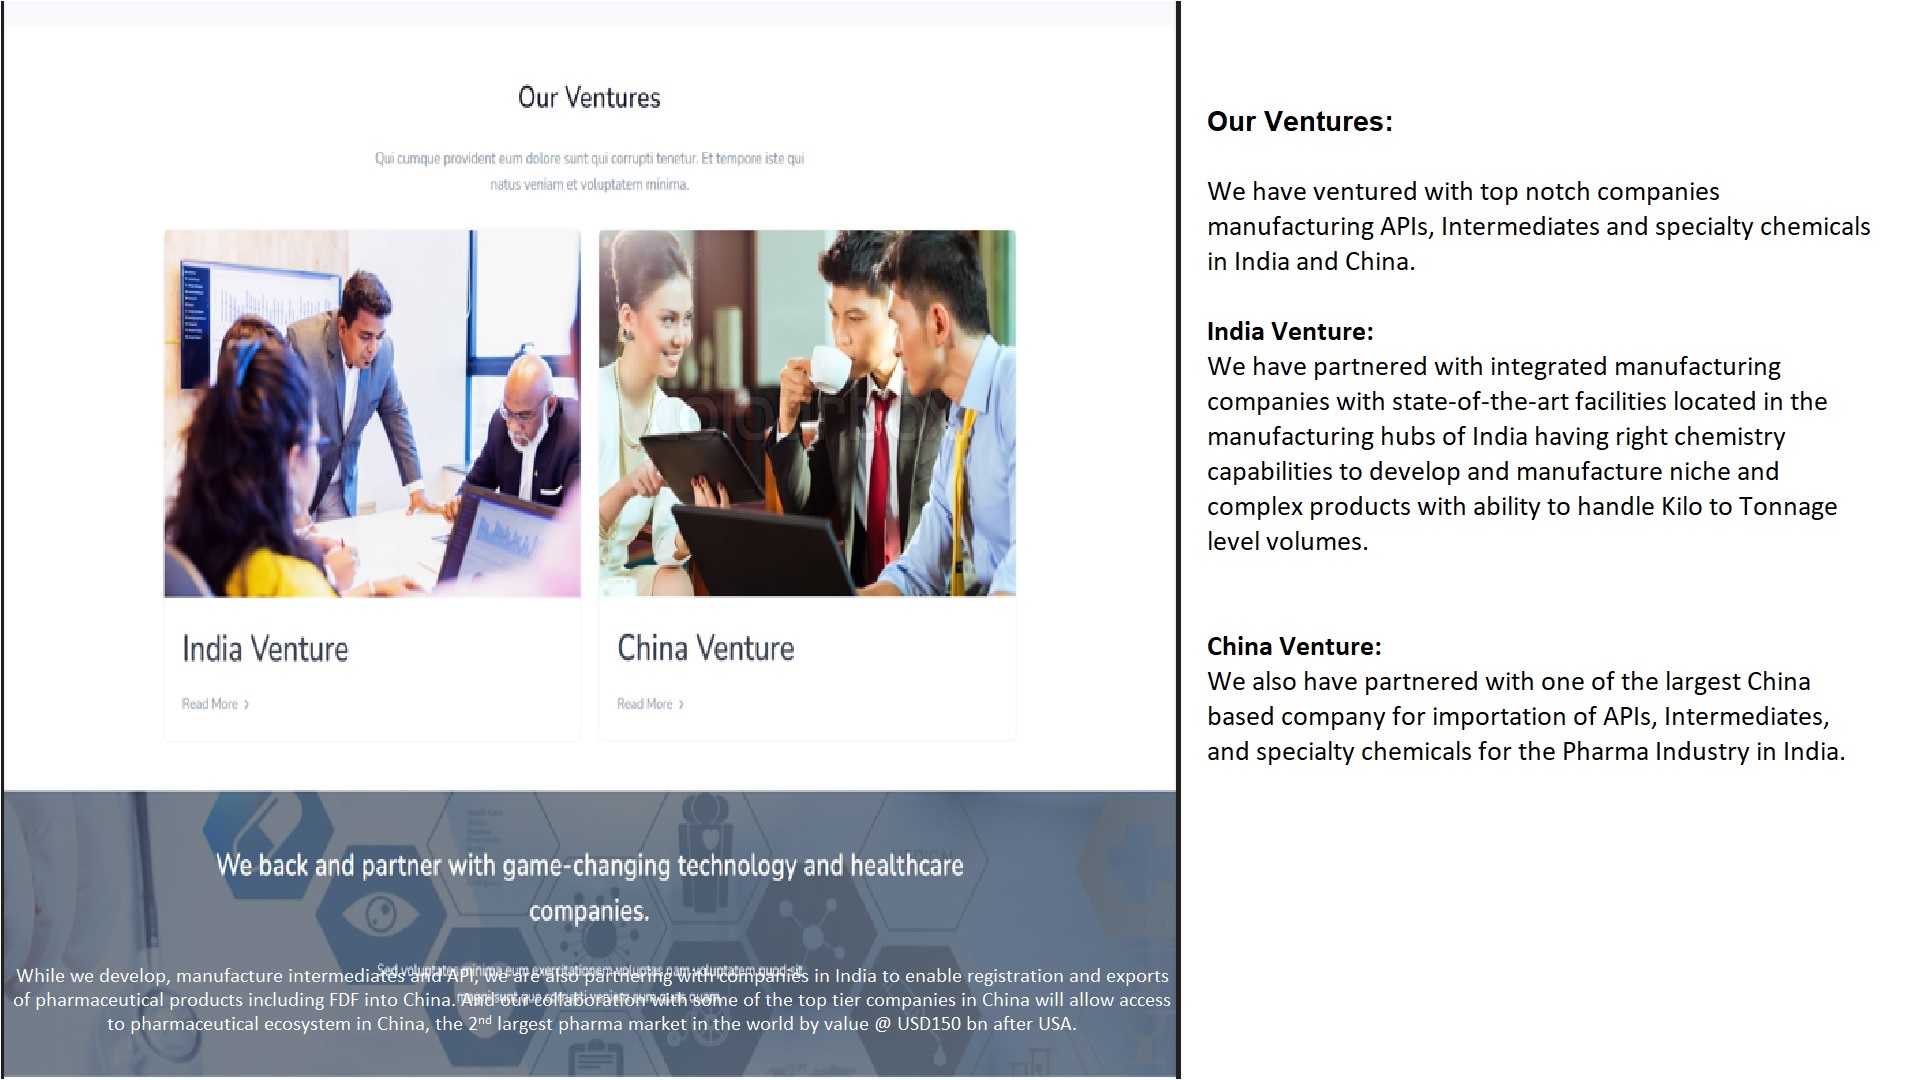 Our Ventures
Qui cumque provident eum dolore sunt qui corrupti tenetur. Et tempore iste qui
natus veniam et voluptatem minima.
India Venture
Read More ›
China Venture
Read More ›
We back and partner with game-changing technology and healthcare
companies.
While we develop, manufacture intermediates and API, we are also partnering with companies in India to enable registration and exports
of pharmaceutical products including FDF into China. And our collaboration with some of the top tier companies in China will allow access
to pharmaceutical ecosystem in China, the 2nd largest pharma market in the world by value @ USD150 bn after USA.
Our Ventures:
We have ventured with top notch companies
manufacturing APIs, Intermediates and specialty chemicals
in India and China.
India Venture:
We have partnered with integrated manufacturing
companies with state-of-the-art facilities located in the
manufacturing hubs of India having right chemistry
capabilities to develop and manufacture niche and
complex products with ability to handle Kilo to Tonnage
level volumes.
China Venture:
We also have partnered with one of the largest China
based company for importation of APIs, Intermediates,
and specialty chemicals for the Pharma Industry in India.